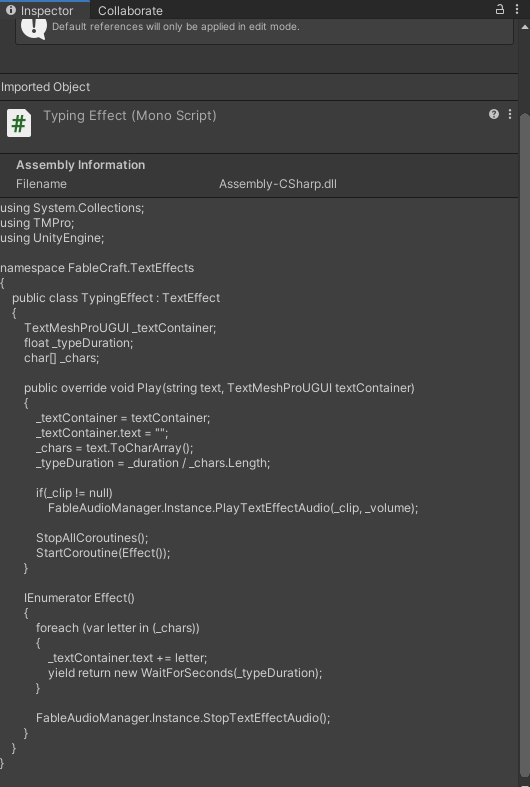 Inspector Collaborate
Default references will only be applied in edit mode.
Imported Object
# Typing Effect (Mono Script)
Assembly Information
Filename Assembly-CSharp.dll
using System.Collections;
using TMPro;
using UnityEngine;

namespace FableCraft.TextEffects
{
    public class TypingEffect : TextEffect
    {
        TextMeshProUGUI _textContainer;
        float _typeDuration;
        char[] _chars;

        public override void Play(string text, TextMeshProUGUI textContainer)
        {
            _textContainer = textContainer;
            _textContainer.text = "";
            _chars = text.ToCharArray();
            _typeDuration = _duration / _chars.Length;

            if(_clip != null)
                FableAudioManager.Instance.PlayTextEffectAudio(_clip, _volume);

            StopAllCoroutines();
            StartCoroutine(Effect());
        }

        IEnumerator Effect()
        {
            foreach (var letter in (_chars))
            {
                _textContainer.text += letter;
                yield return new WaitForSeconds(_typeDuration);
            }

            FableAudioManager.Instance.StopTextEffectAudio();
        }
    }
}